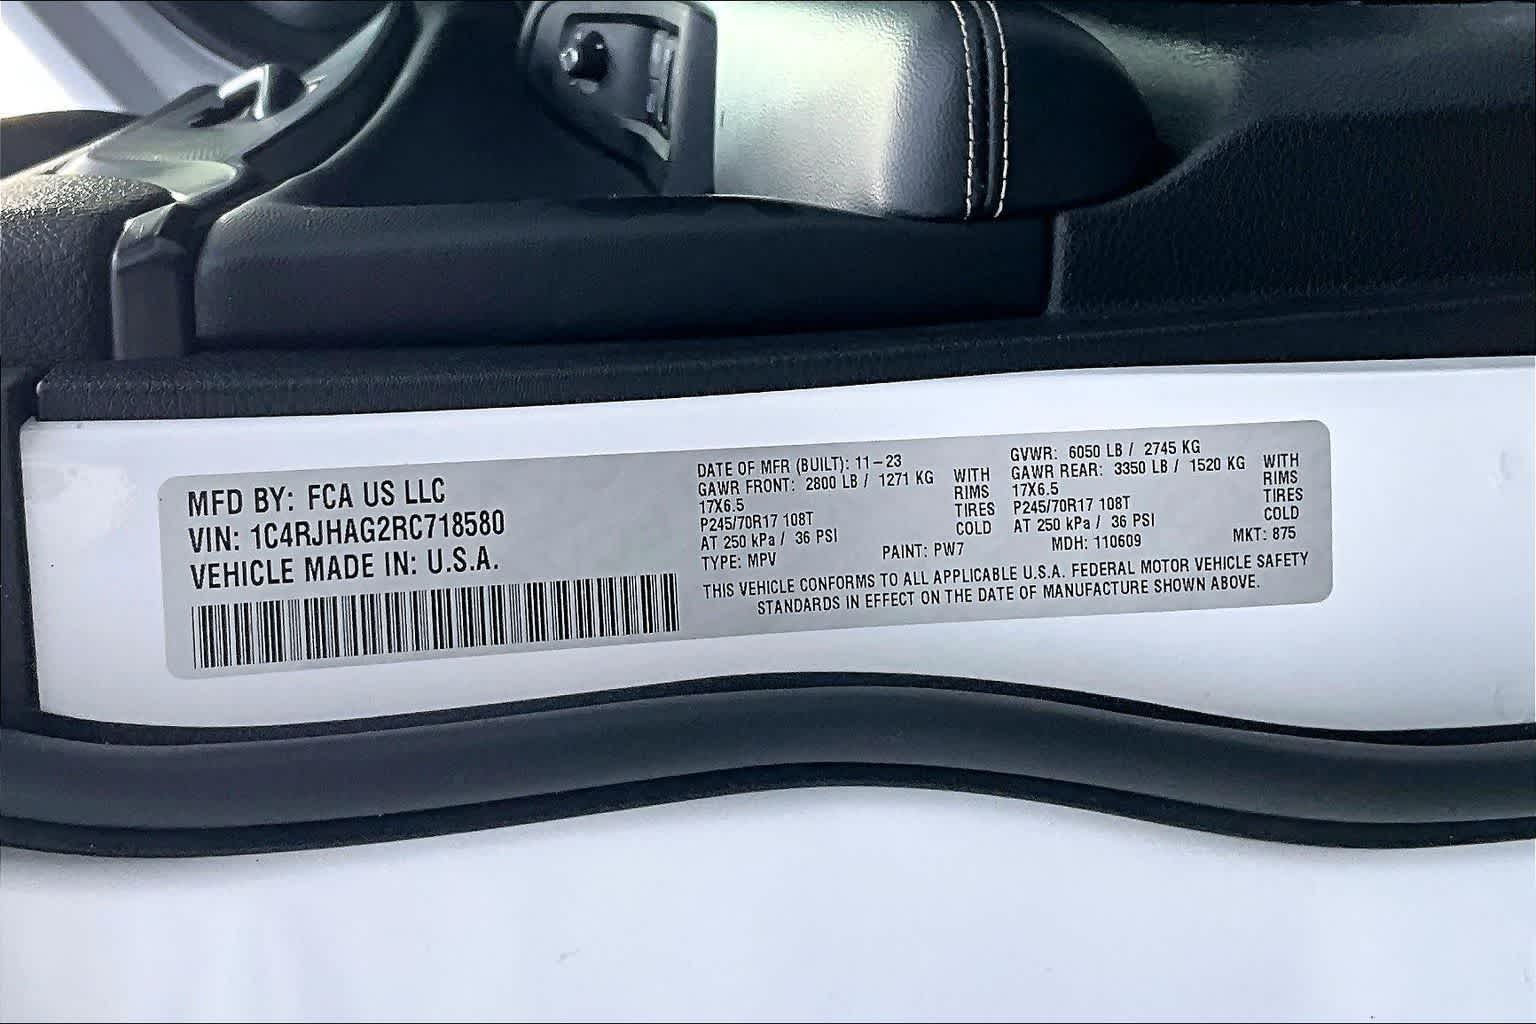 MFD BY: FCA US LLC
VIN: 1C4RJHAG2RC718580
VEHICLE MADE IN: U.S.A.
DATE OF MFR (BUILT): 11-23
GAWR FRONT: 2800 LB / 1271 KG WITH
17X6.5 RIMS
P245/70R17 108T TIRES
AT 250 kPa / 36 PSI COLD
TYPE: MPV PAINT: PW7
GVWR: 6050 LB / 2745 KG
GAWR REAR: 3350 LB / 1520 KG WITH
17X6.5 RIMS
P245/70R17 108T TIRES
AT 250 kPa / 36 PSI COLD
MDH: 110609 MKT: 875
THIS VEHICLE CONFORMS TO ALL APPLICABLE U.S.A. FEDERAL MOTOR VEHICLE SAFETY
STANDARDS IN EFFECT ON THE DATE OF MANUFACTURE SHOWN ABOVE.